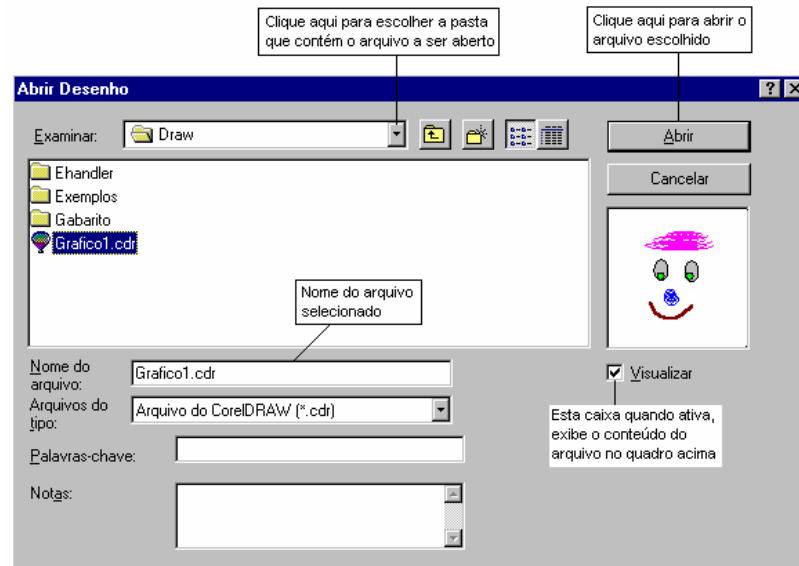 Clique aqui para escolher a pasta
que contém o arquivo a ser aberto
Clique aqui para abrir o
arquivo escolhido
Abrir Desenho
Examinar:
Draw
Abrir
Ehandler
Exemplos
Gabarito
Grafico1.cdr
Cancelar
Nome do arquivo
selecionado
Nome do
arquivo:
Grafico1.cdr
Visualizar
Arquivos do
tipo:
Arquivo do CorelDRAW (*.cdr)
Esta caixa quando ativa,
exibe o conteúdo do
arquivo no quadro acima
Palavras-chave:
Notas: